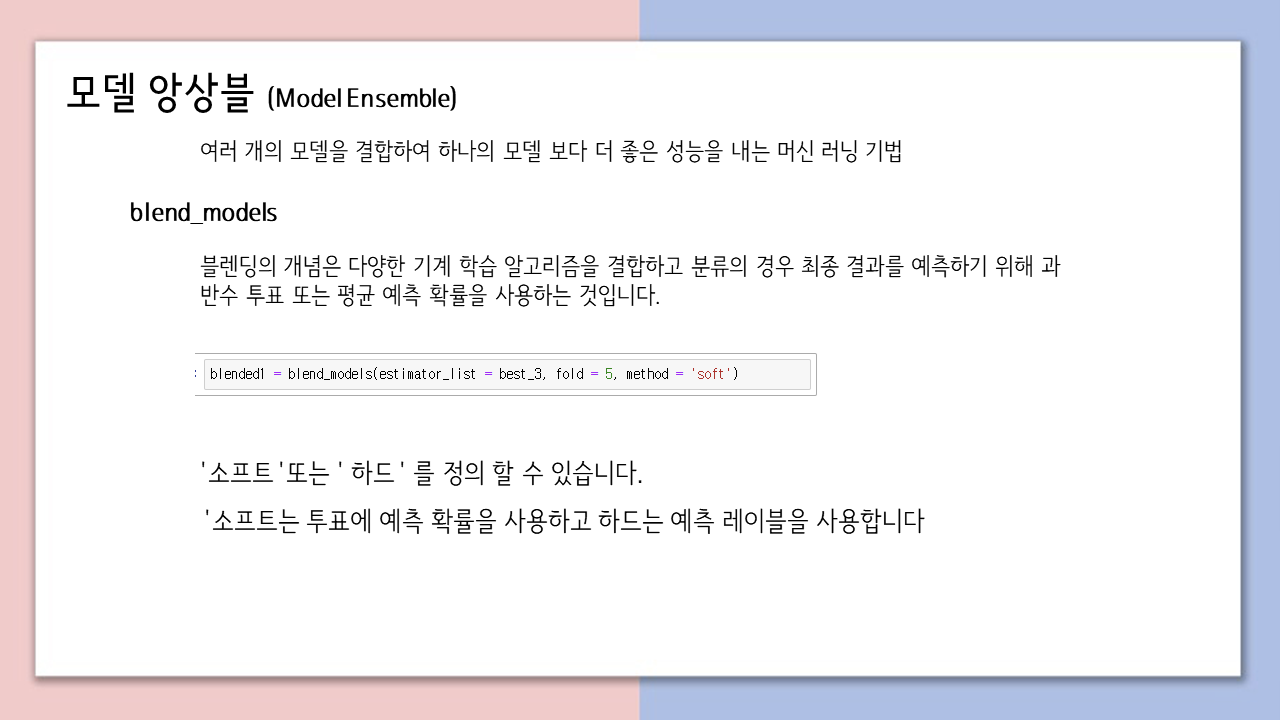 모델 앙상블 (Model Ensemble)
여러 개의 모델을 결합하여 하나의 모델 보다 더 좋은 성능을 내는 머신 러닝 기법
blend_models
블렌딩의 개념은 다양한 기계 학습 알고리즘을 결합하고 분류의 경우 최종 결과를 예측하기 위해 과
반수 투표 또는 평균 예측 확률을 사용하는 것입니다.
: blended1 = blend_models(estimator_list = best_3, fold = 5, method = 'soft')
'소프트'또는 ' 하드 ' 를 정의 할 수 있습니다.
'소프트는 투표에 예측 확률을 사용하고 하드는 예측 레이블을 사용합니다